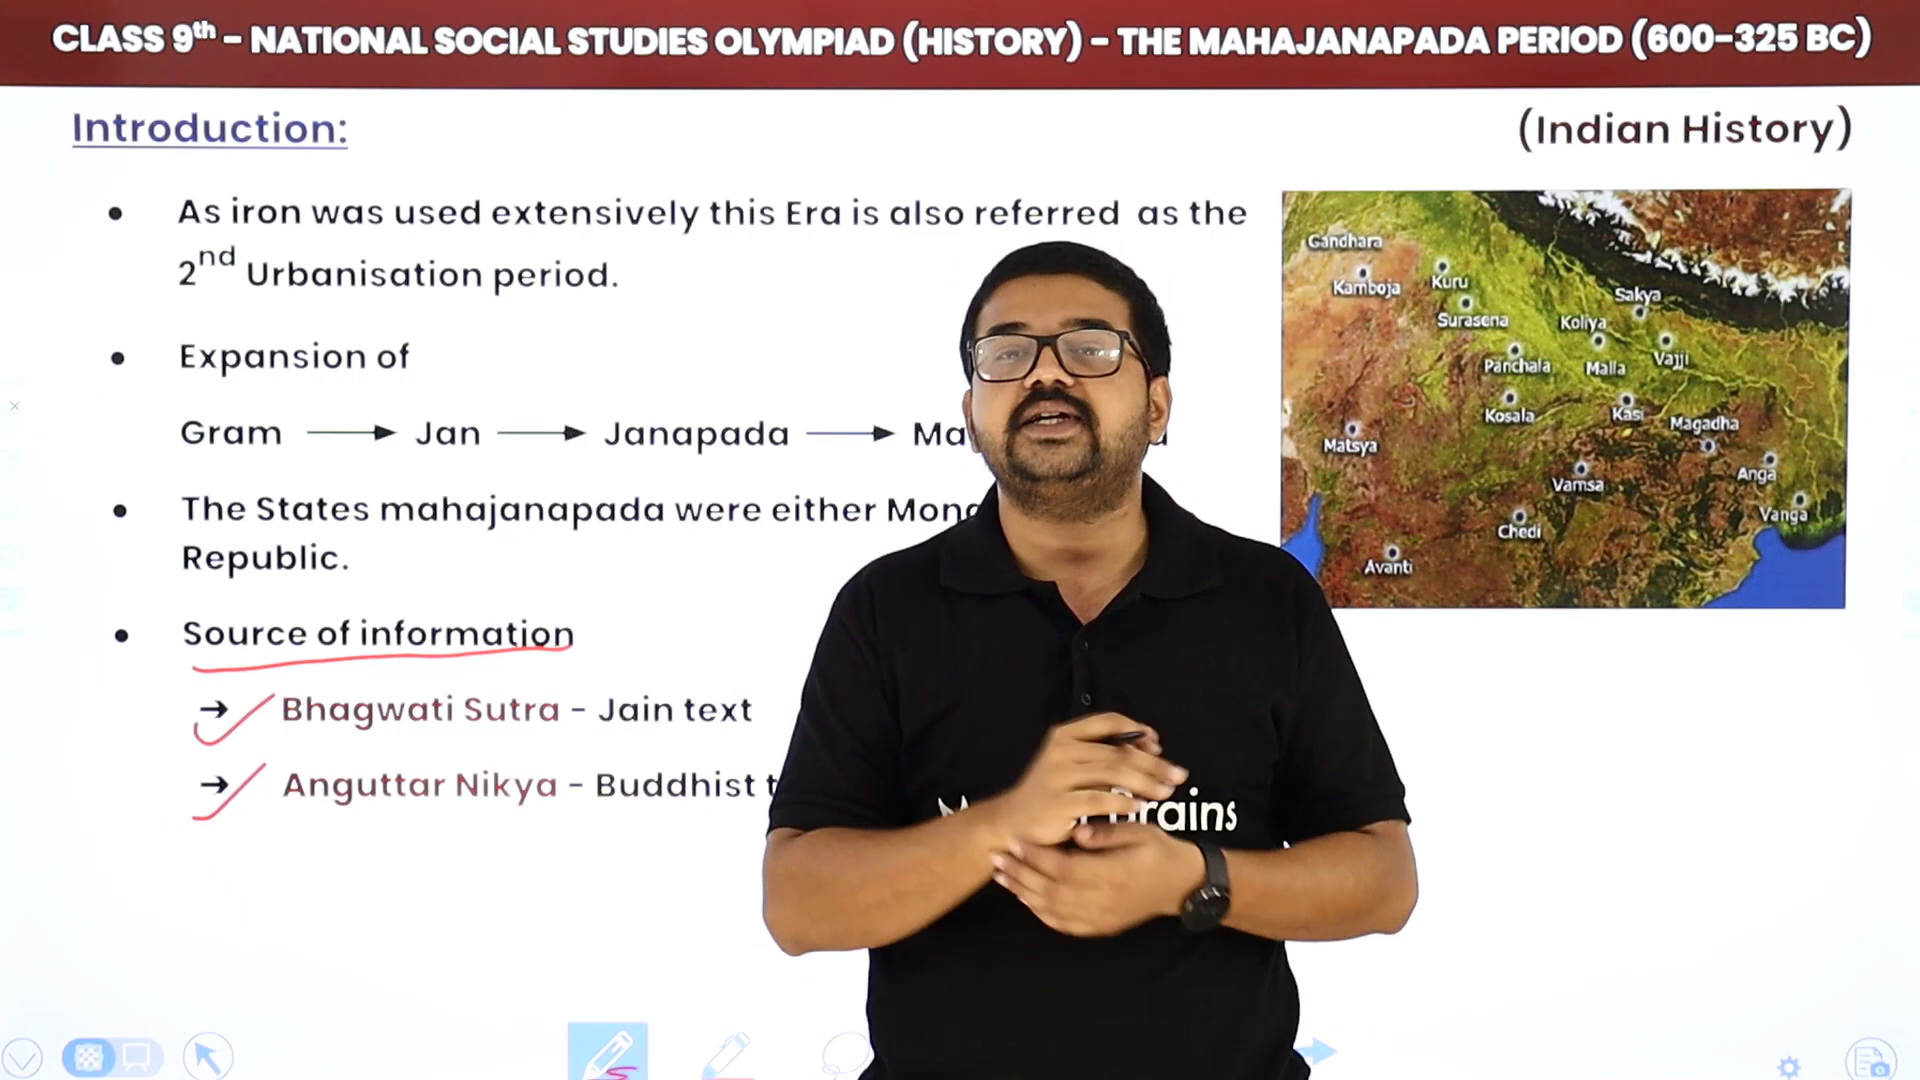 CLASS 9th - NATIONAL SOCIAL STUDIES OLYMPIAD (HISTORY) - THE MAHAJANAPADA PERIOD (600-325 BC)
Introduction:
(Indian History)
• As iron was used extensively this Era is also referred as the
2nd Urbanisation period.
• Expansion of
Gram → Jan → Janapada →
• The States mahajanapada were either
Republic.
• Source of information
→ Bhagwati Sutra - Jain text
→ Anguttar Nikya - Buddhist
Gandhara
Kamboja
Kuru
Sakya
Surasena
Koliya
Panchala
Malla
Vajji
Kosala
Kasi
Magadha
Matsya
Anga
Vamsa
Vanga
Chedi
Avanti